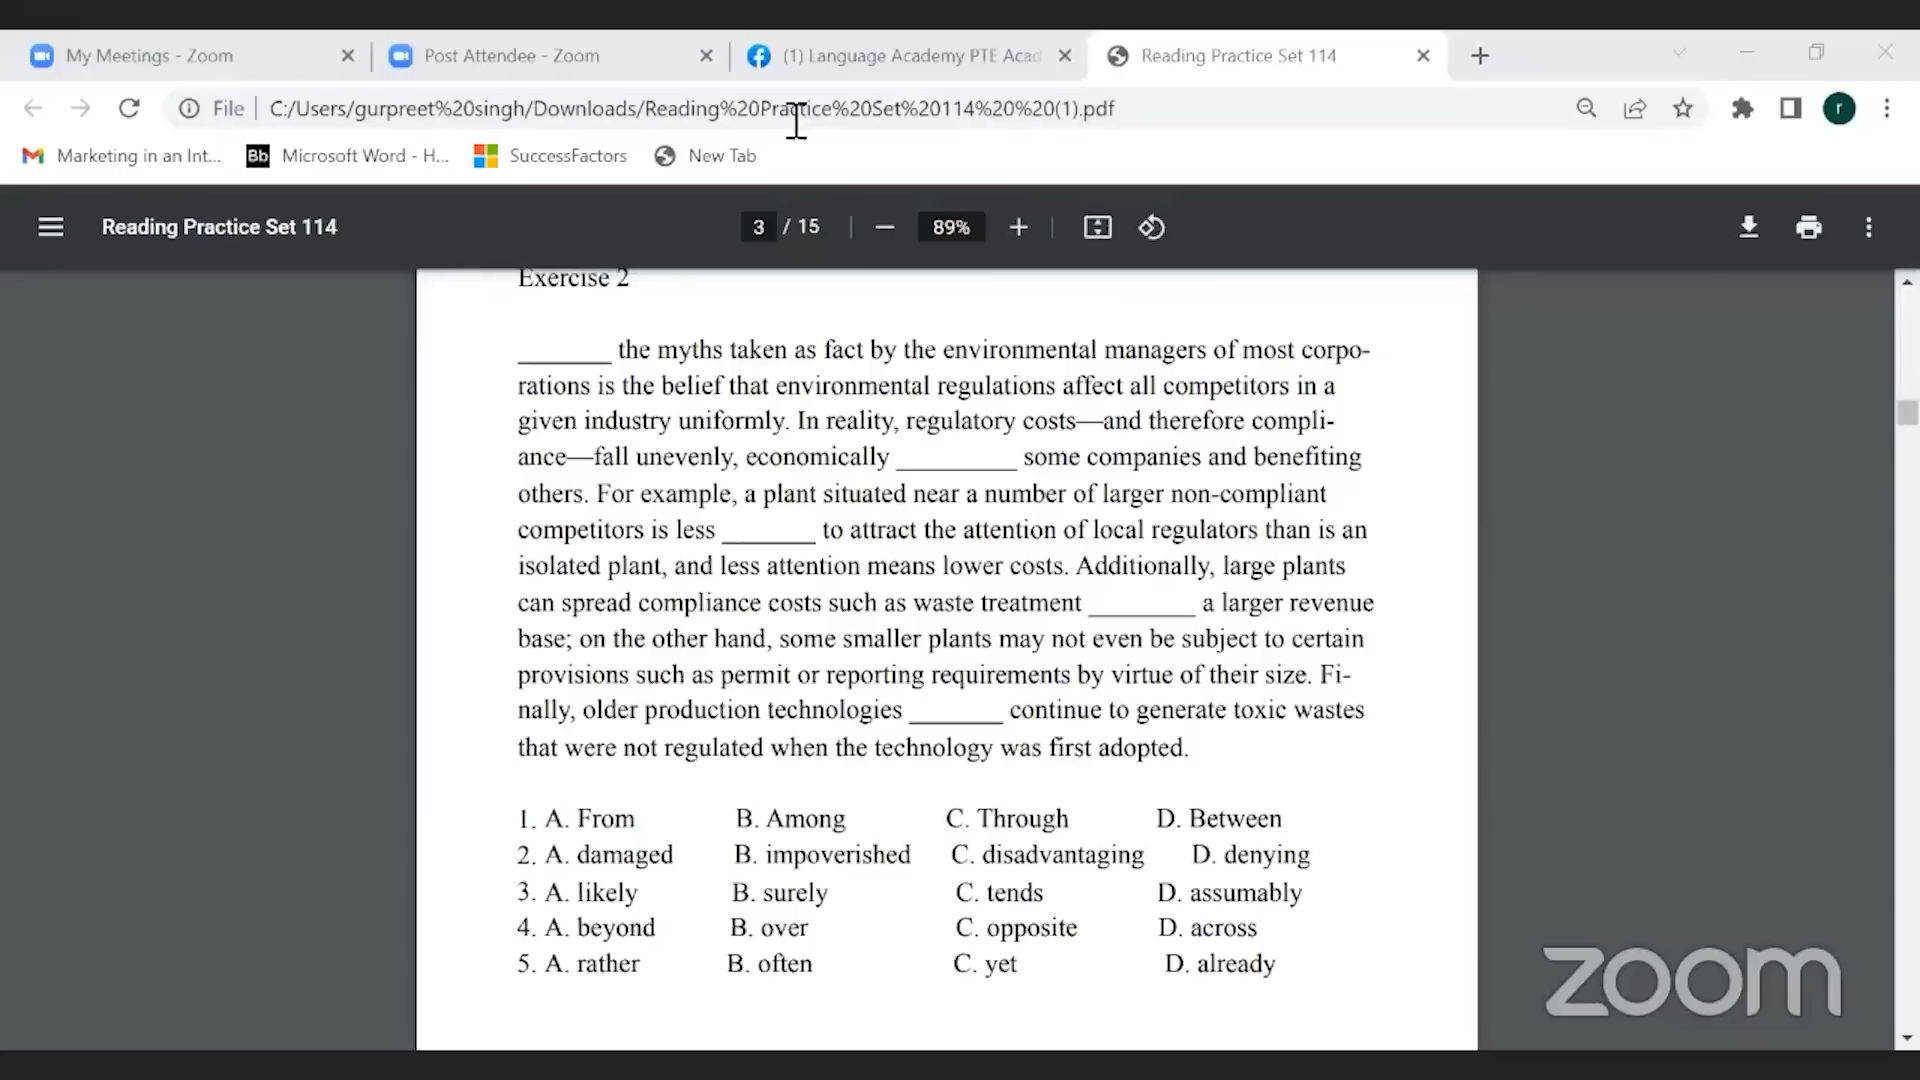 My Meetings - Zoom
Post Attendee - Zoom
(1) Language Academy PTE Acad
Reading Practice Set 114
File
C:/Users/gurpreet%20singh/Downloads/Reading%20Practice%20Set%20114%20%20(1).pdf
r
Marketing in an Int...
Bb Microsoft Word - H...
SuccessFactors
New Tab
Reading Practice Set 114
3 / 15
89%
Exercise 2
_______ the myths taken as fact by the environmental managers of most corpo-
rations is the belief that environmental regulations affect all competitors in a
given industry uniformly. In reality, regulatory costs—and therefore compli-
ance—fall unevenly, economically _________ some companies and benefiting
others. For example, a plant situated near a number of larger non-compliant
competitors is less _______ to attract the attention of local regulators than is an
isolated plant, and less attention means lower costs. Additionally, large plants
can spread compliance costs such as waste treatment ________ a larger revenue
base; on the other hand, some smaller plants may not even be subject to certain
provisions such as permit or reporting requirements by virtue of their size. Fi-
nally, older production technologies _______ continue to generate toxic wastes
that were not regulated when the technology was first adopted.
1. A. From B. Among C. Through D. Between
2. A. damaged B. impoverished C. disadvantaging D. denying
3. A. likely B. surely C. tends D. assumably
4. A. beyond B. over C. opposite D. across
5. A. rather B. often C. yet D. already
zoom